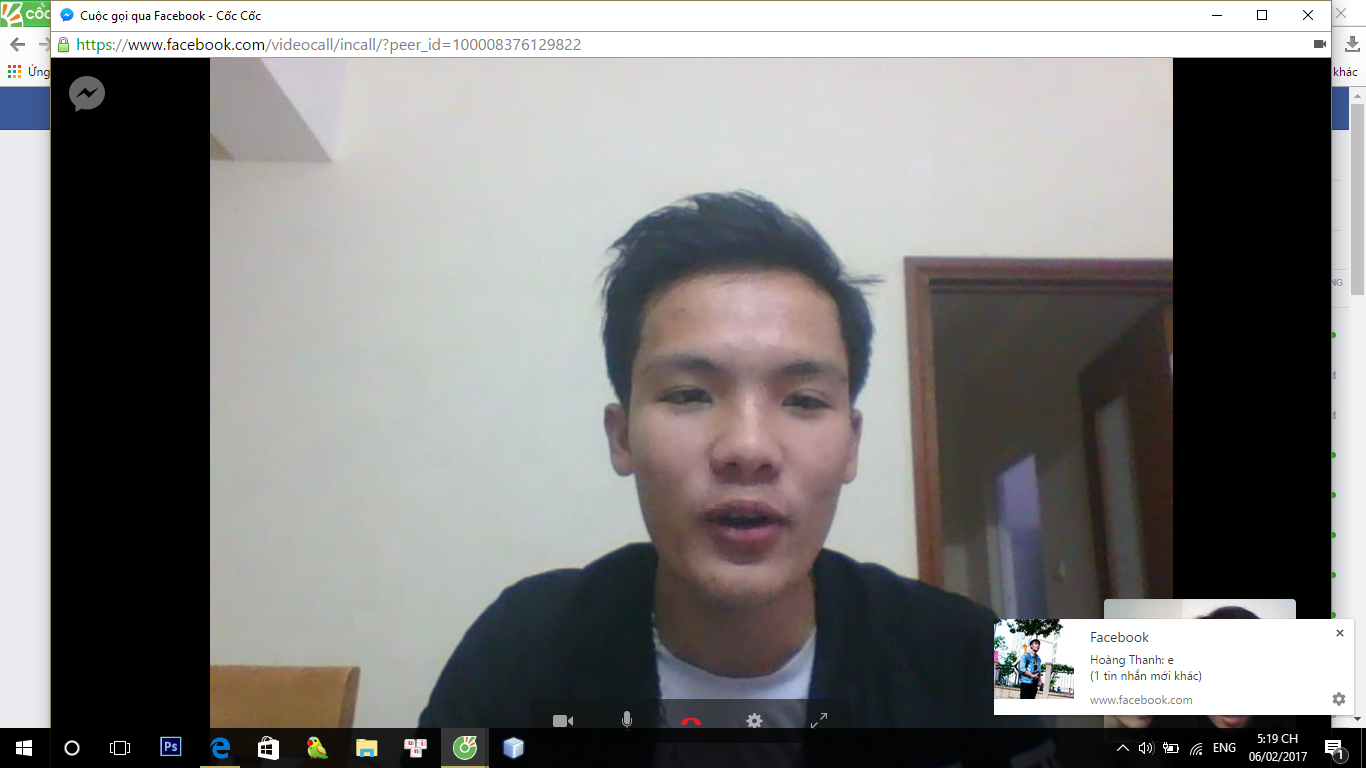 cốc
Cuộc gọi qua Facebook - Cốc Cốc
https://www.facebook.com/videocall/incall/?peer_id=100008376129822
Ứng
khác
NG
Facebook
Hoàng Thanh: e
(1 tin nhắn mới khác)
www.facebook.com
Ps
ENG
5:19 CH
06/02/2017
1